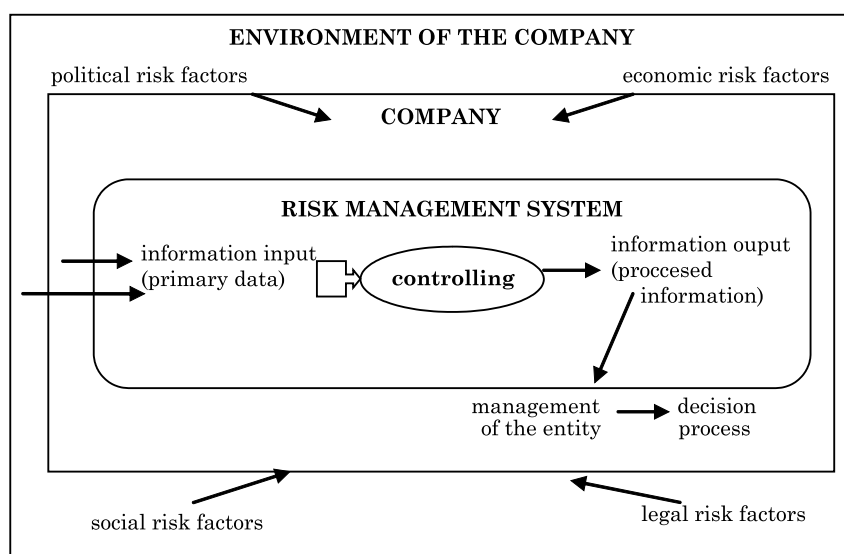 ENVIRONMENT OF THE COMPANY
political risk factors
economic risk factors
COMPANY
RISK MANAGEMENT SYSTEM
information input
(primary data)
controlling
information ouput
(proccesed
information)
management
of the entity
decision
process
social risk factors
legal risk factors